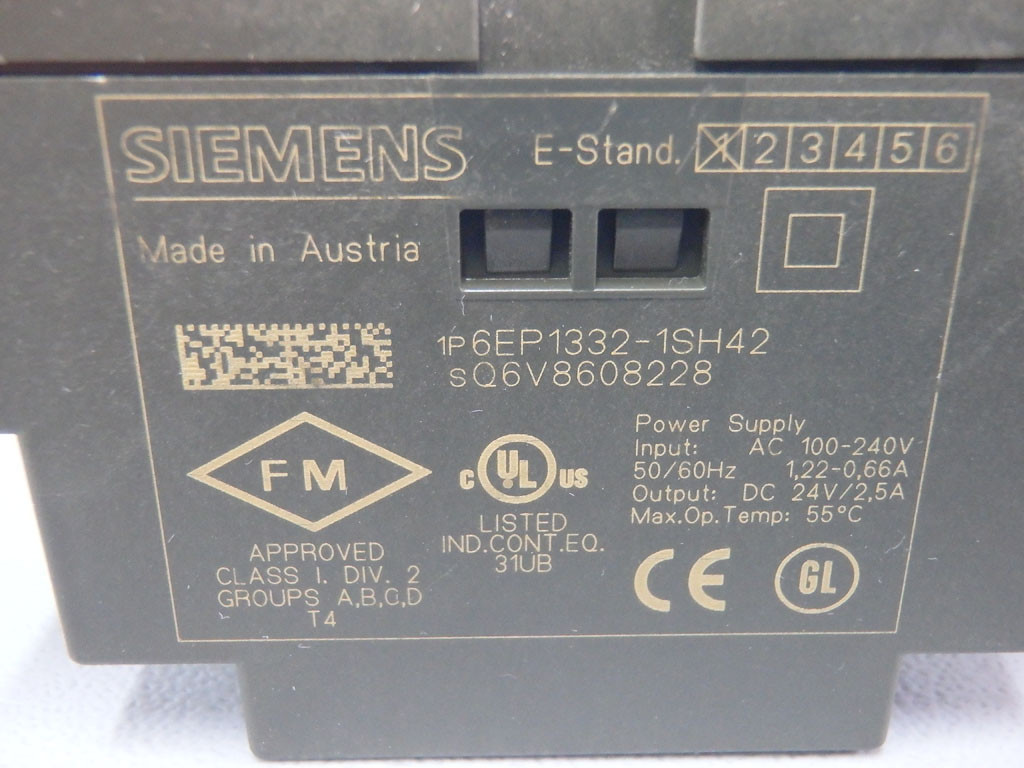 SIEMENS
E-Stand. 1 2 3 4 5 6
Made in Austria
1P 6EP1332-1SH42
SQ6V8608228
Power Supply
Input: AC 100-240V
50/60Hz 1,22-0,66A
Output: DC 24V/2,5A
Max.Op.Temp: 55°C
FM
APPROVED
CLASS I. DIV. 2
GROUPS A,B,C,D
T4
C UL US
LISTED
IND.CONT.EQ.
31UB
CE
GL